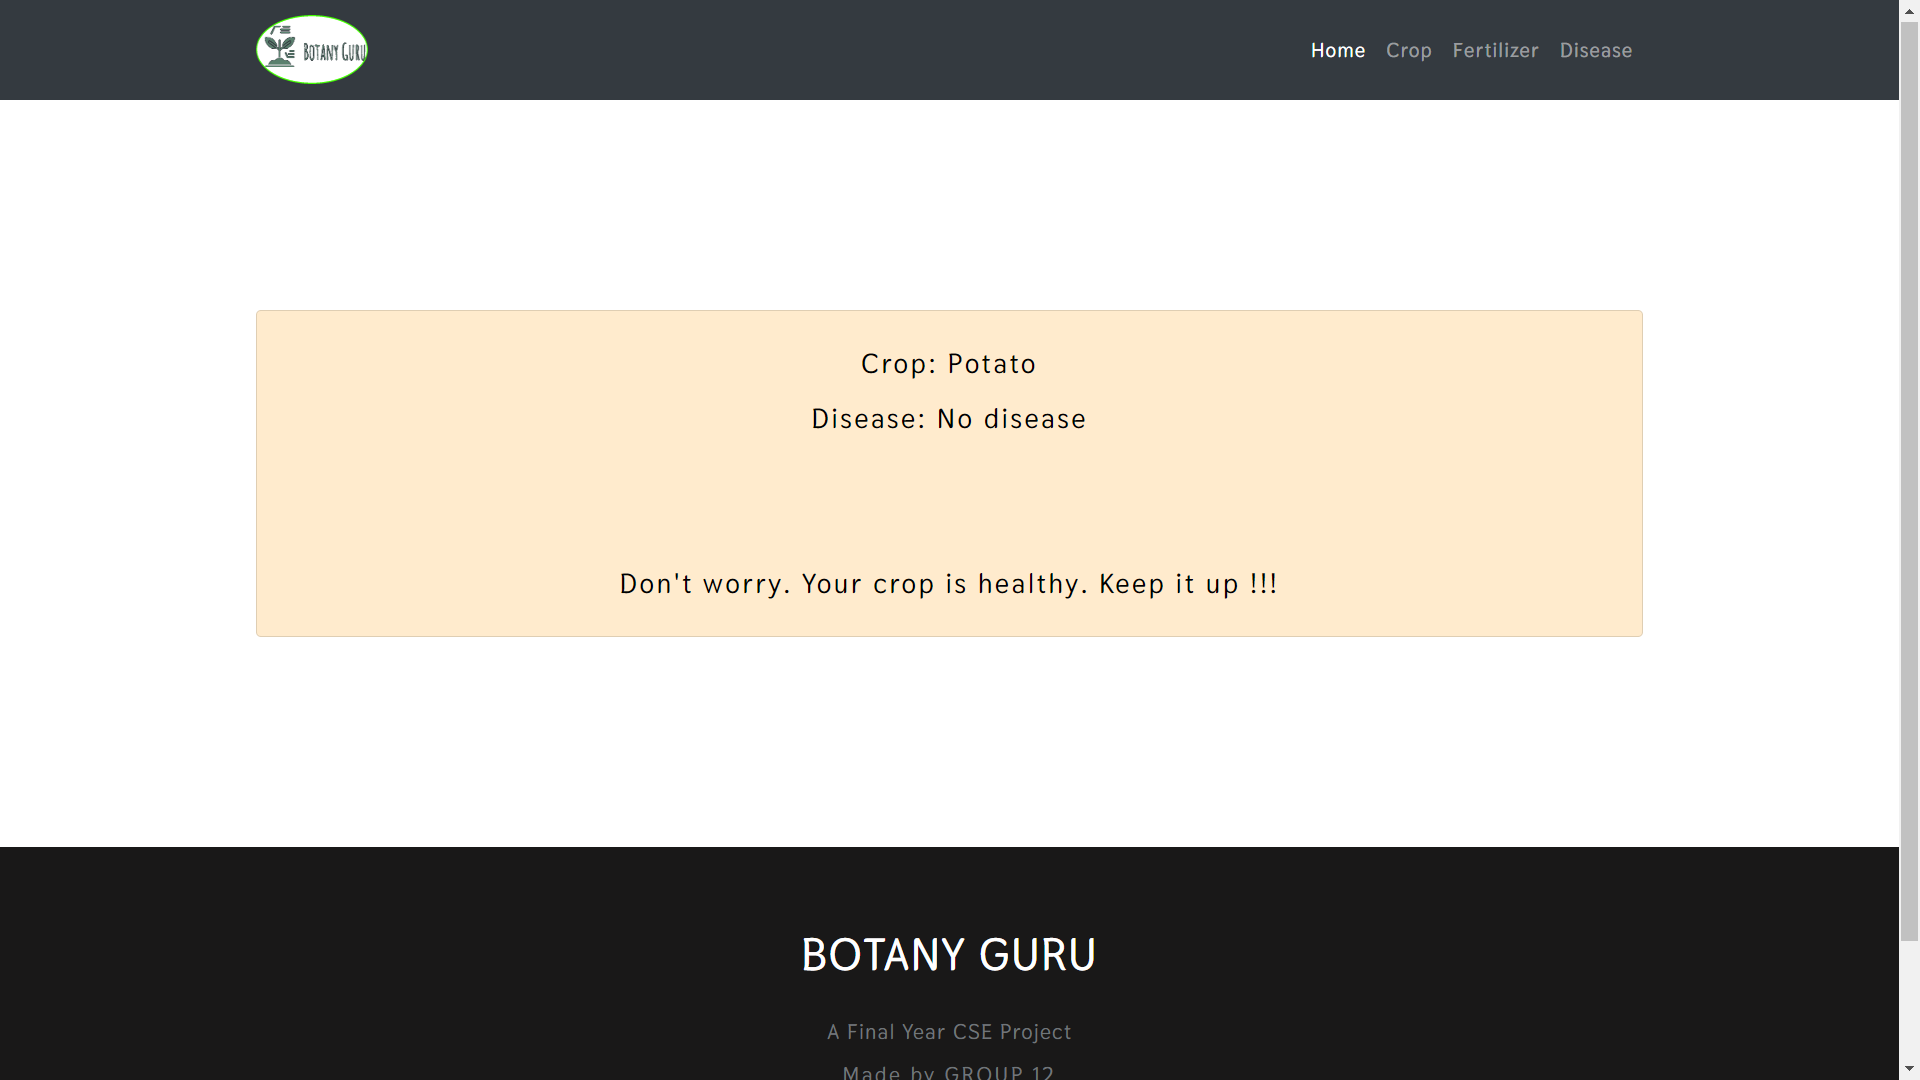 Botany Guru
Home Crop Fertilizer Disease
Crop: Potato
Disease: No disease
Don't worry. Your crop is healthy. Keep it up !!!
BOTANY GURU
A Final Year CSE Project
Made by GROUP 12